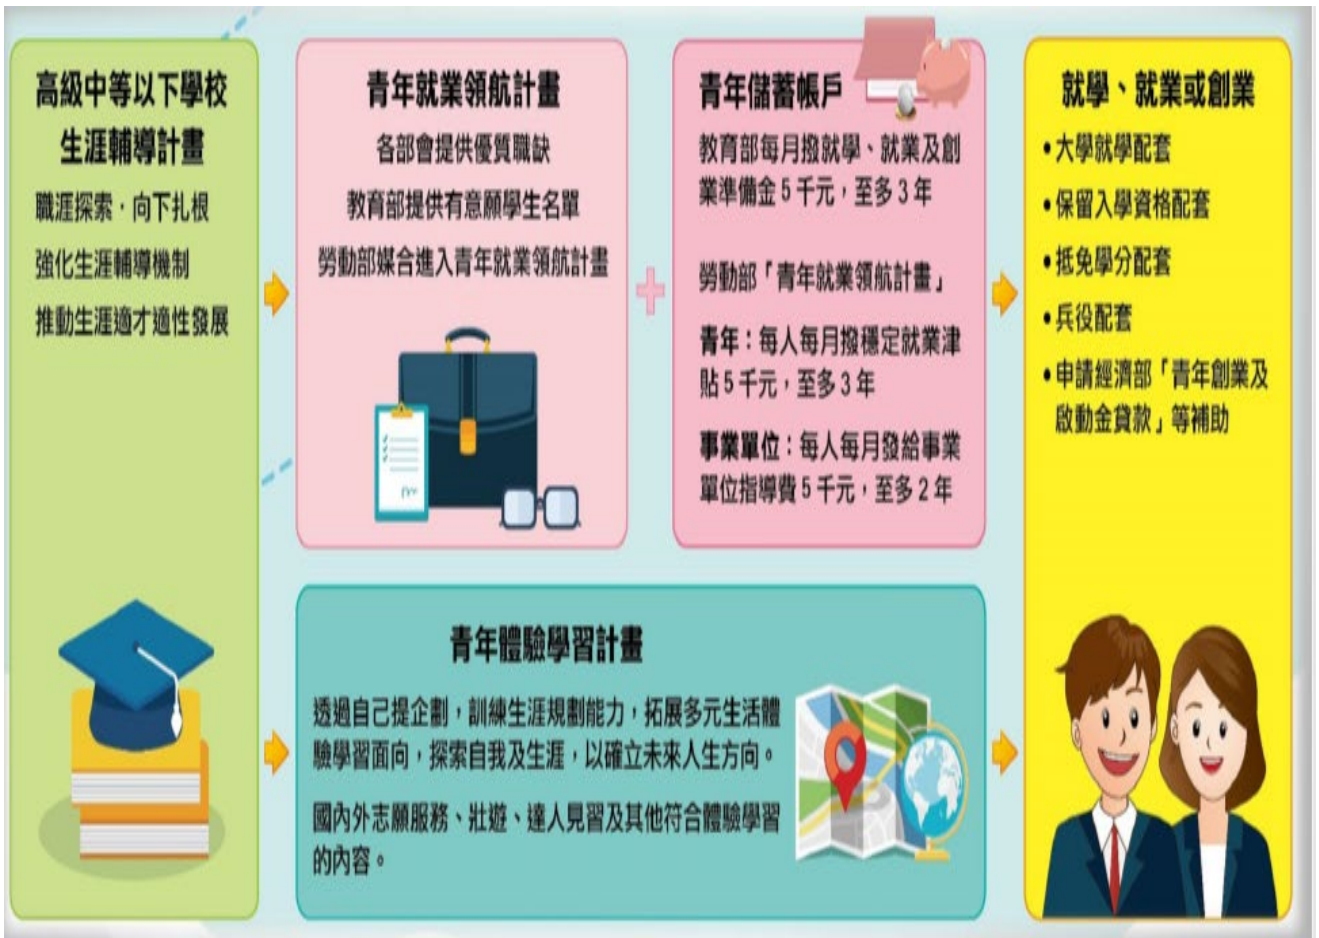 高級中等以下學校
生涯輔導計畫
職涯探索，向下扎根
強化生涯輔導機制
推動生涯適才適性發展
青年就業領航計畫
各部會提供優質職缺
教育部提供有意願學生名單
勞動部媒合進入青年就業領航計畫
青年儲蓄帳戶
教育部每月撥就學、就業及創
業準備金5千元，至多3年
勞動部「青年就業領航計畫」
青年：每人每月撥穩定就業津
貼5千元，至多3年
事業單位：每人每月發給事業
單位指導費5千元，至多2年
青年體驗學習計畫
透過自己提企劃，訓練生涯規劃能力，拓展多元生活體
驗學習面向，探索自我及生涯，以確立未來人生方向。
國內外志願服務、壯遊、達人見習及其他符合體驗學習
的內容。
就學、就業或創業
•大學就學配套
•保留入學資格配套
•抵免學分配套
•兵役配套
•申請經濟部「青年創業及
啟動金貸款」等補助